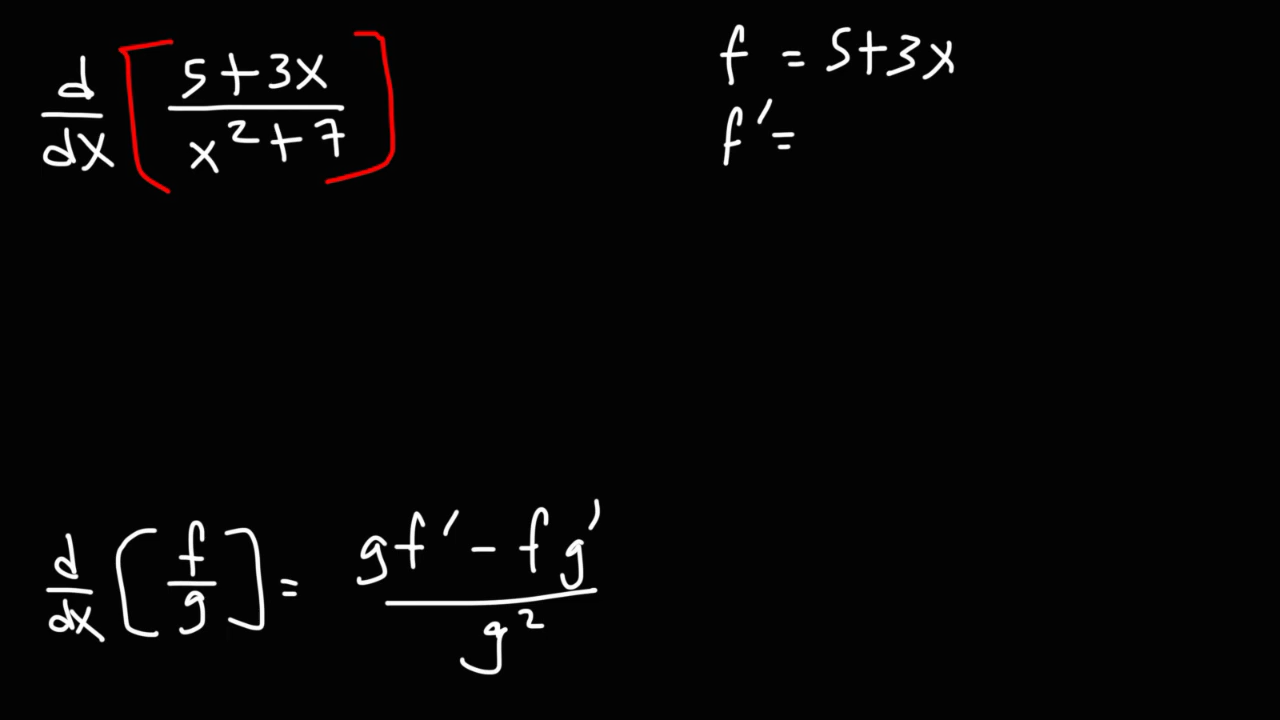 d/dx [ (5+3x)/(x²+7) ]
f = 5+3x
f′=
d/dx [ f/g ] = (gf′ - fg′)/g²